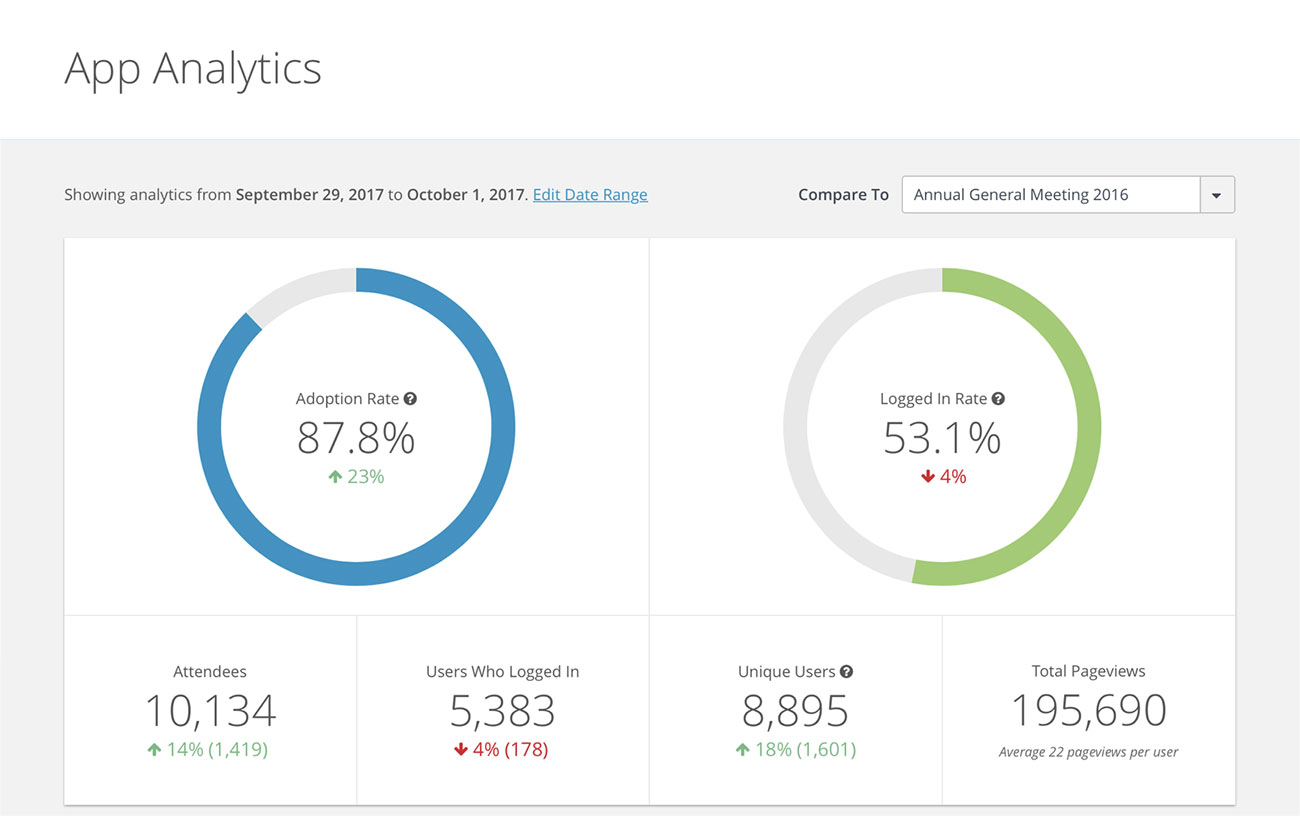 App Analytics
Showing analytics from September 29, 2017 to October 1, 2017. Edit Date Range
Compare To Annual General Meeting 2016
Adoption Rate ?
87.8%
↑ 23%
Logged In Rate ?
53.1%
↓ 4%
Attendees
10,134
↑ 14% (1,419)
Users Who Logged In
5,383
↓ 4% (178)
Unique Users ?
8,895
↑ 18% (1,601)
Total Pageviews
195,690
Average 22 pageviews per user